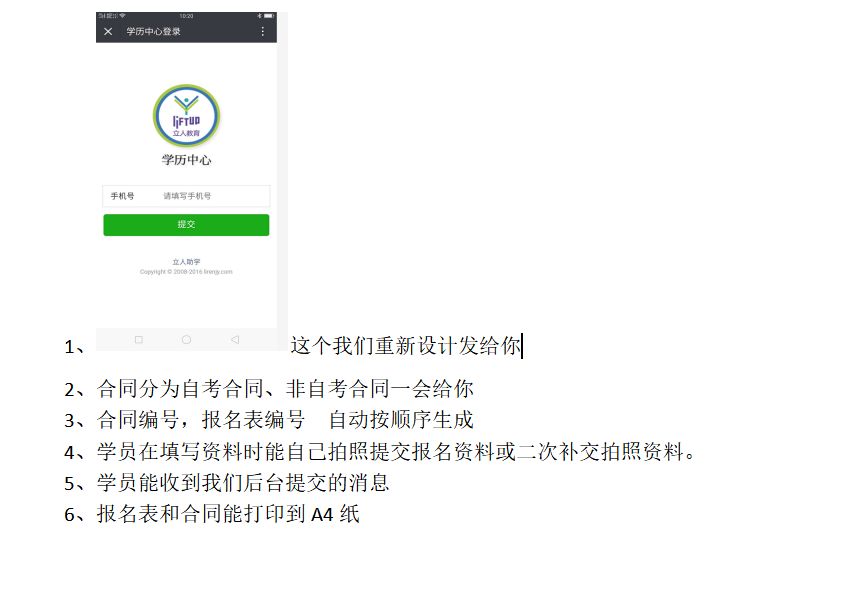 10:20
学历中心登录
LiFTUP
立人教育
学历中心
手机号 请填写手机号
提交
立人助学
Copyright © 2008-2016 lirenjy.com
1、 这个我们重新设计发给你
2、合同分为自考合同、非自考合同一会给你
3、合同编号，报名表编号 自动按顺序生成
4、学员在填写资料时能自己拍照提交报名资料或二次补交拍照资料。
5、学员能收到我们后台提交的消息
6、报名表和合同能打印到 A4 纸